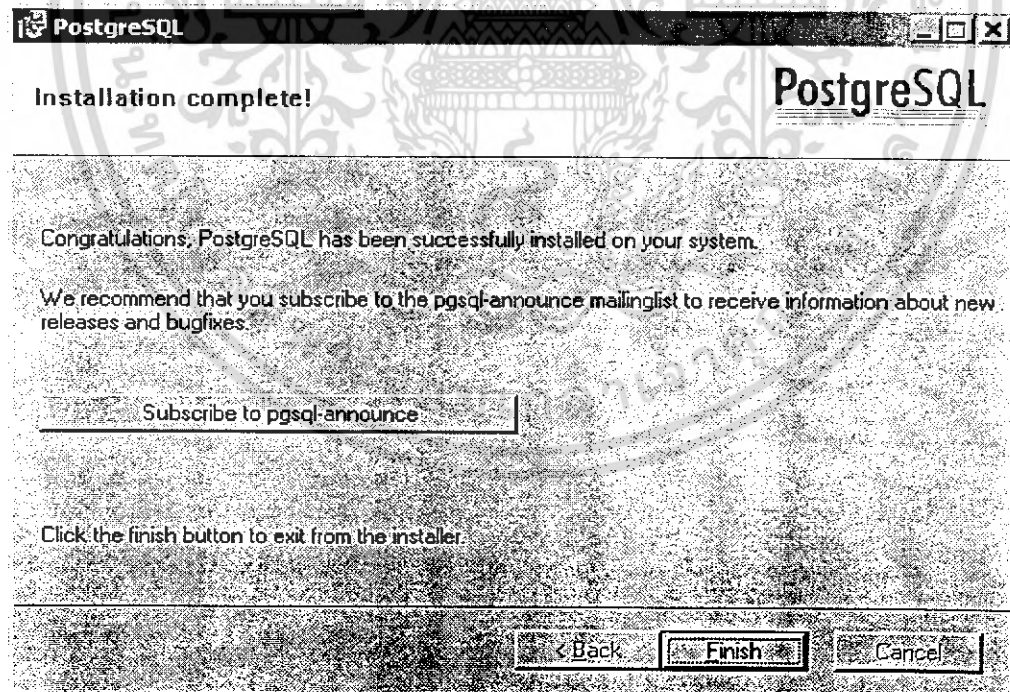 PostgreSQL
Installation complete!
PostgreSQL
Congratulations, PostgreSQL has been successfully installed on your system.
We recommend that you subscribe to the pgsql-announce mailinglist to receive information about new
releases and bugfixes.
Subscribe to pgsql-announce
Click the finish button to exit from the installer.
< Back
Finish
Cancel